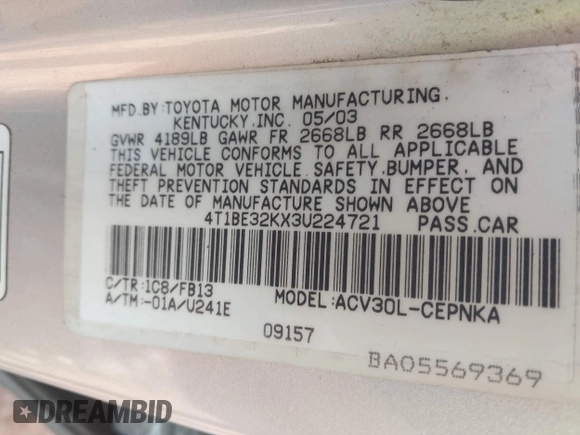 MFD.BY:TOYOTA MOTOR MANUFACTURING,
KENTUCKY,INC. 05/03
GVWR 4189LB GAWR FR 2668LB RR 2668LB
THIS VEHICLE CONFORMS TO ALL APPLICABLE
FEDERAL MOTOR VEHICLE SAFETY,BUMPER, AND
THEFT PREVENTION STANDARDS IN EFFECT ON
THE DATE OF MANUFACTURE SHOWN ABOVE.
4T1BE32KX3U224721 PASS.CAR
C/TR:1C8/FB13
A/TM:-01A/U241E
MODEL:ACV30L-CEPNKA
09157
BA05569369
DREAMBID